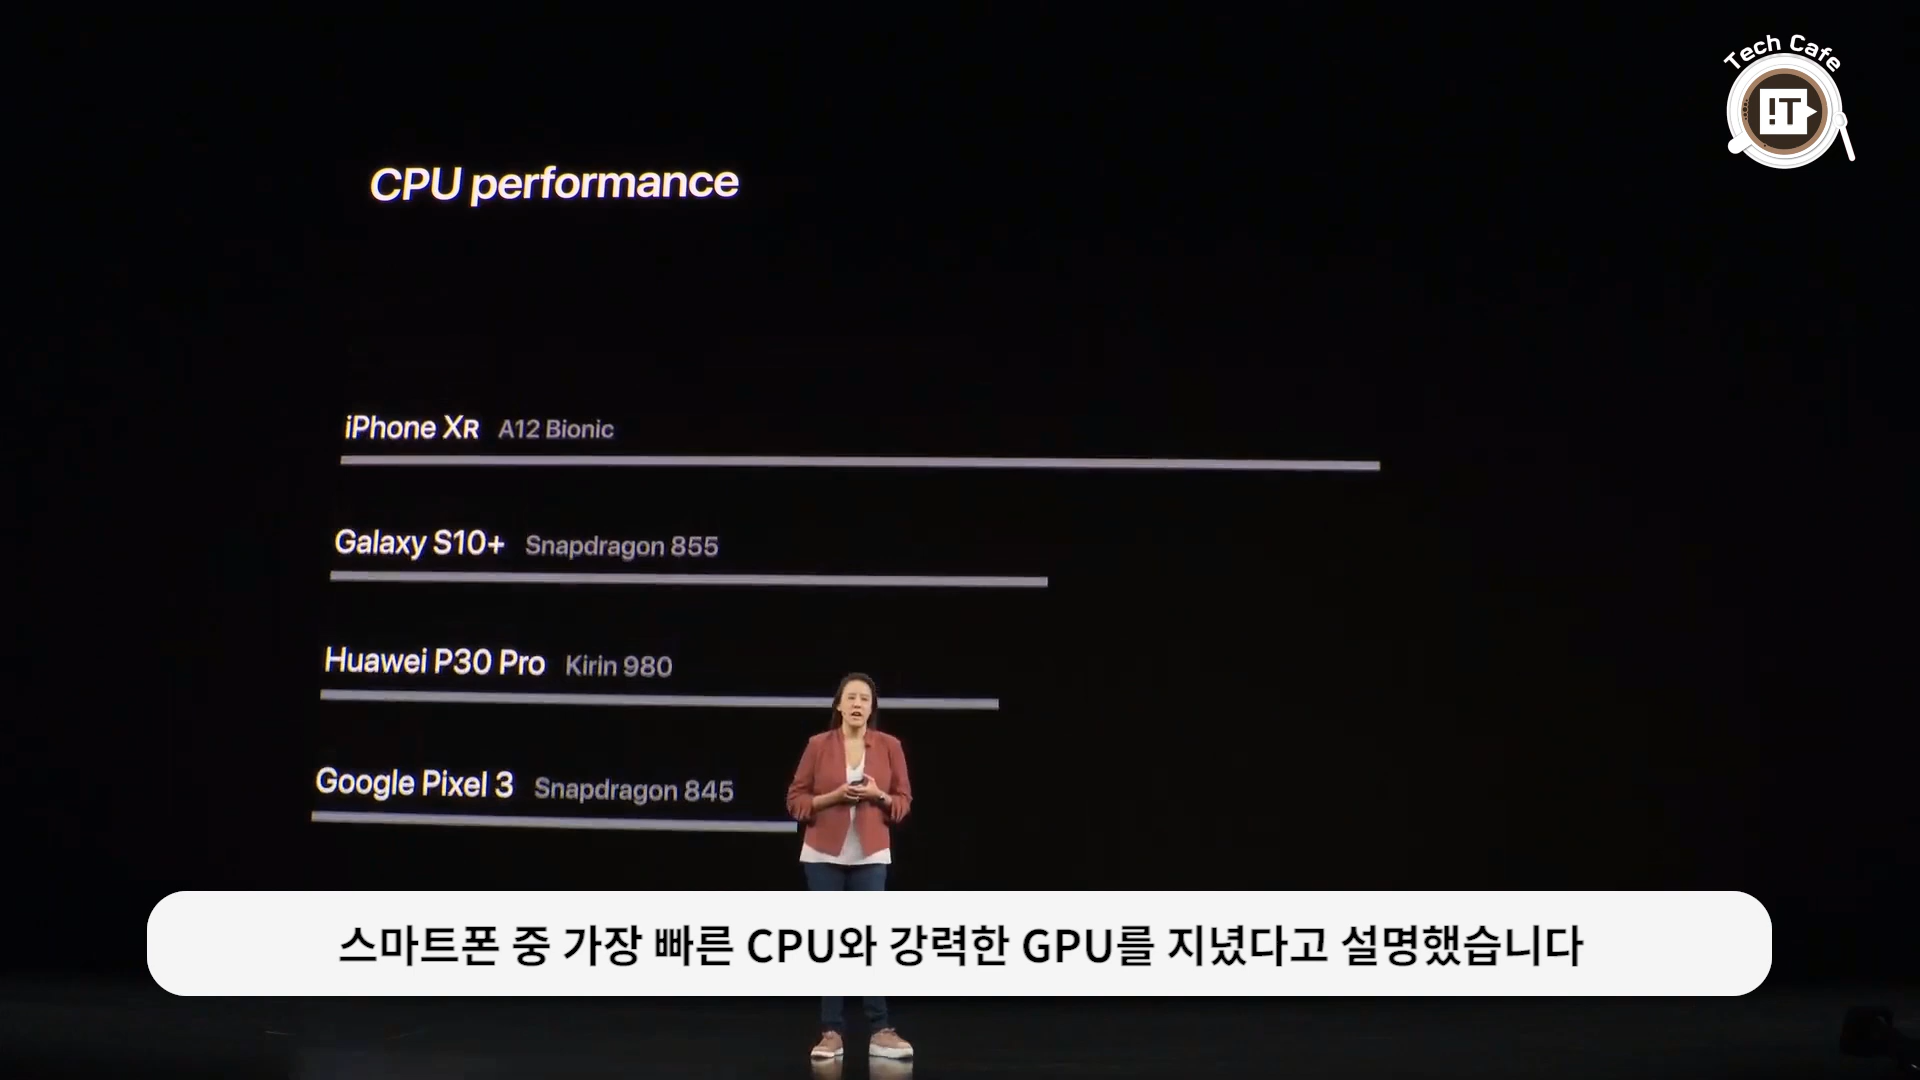 Tech Cafe
!T
CPU performance
iPhone XR A12 Bionic
Galaxy S10+ Snapdragon 855
Huawei P30 Pro Kirin 980
Google Pixel 3 Snapdragon 845
스마트폰 중 가장 빠른 CPU와 강력한 GPU를 지녔다고 설명했습니다